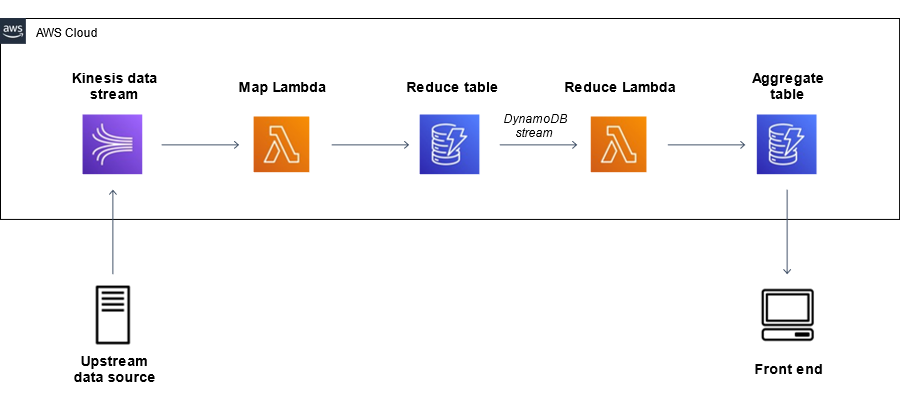 aws
AWS Cloud
Kinesis data
stream
Map Lambda
Reduce table
DynamoDB
stream
Reduce Lambda
Aggregate
table
Upstream
data source
Front end